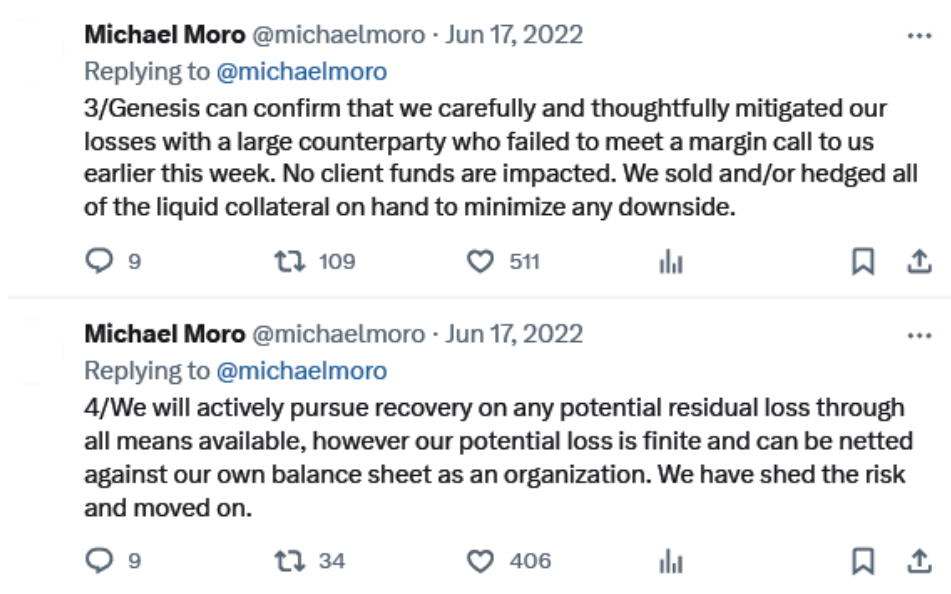 Michael Moro @michaelmoro · Jun 17, 2022
Replying to @michaelmoro
3/Genesis can confirm that we carefully and thoughtfully mitigated our
losses with a large counterparty who failed to meet a margin call to us
earlier this week. No client funds are impacted. We sold and/or hedged all
of the liquid collateral on hand to minimize any downside.
9 109 511
Michael Moro @michaelmoro · Jun 17, 2022
Replying to @michaelmoro
4/We will actively pursue recovery on any potential residual loss through
all means available, however our potential loss is finite and can be netted
against our own balance sheet as an organization. We have shed the risk
and moved on.
9 34 406